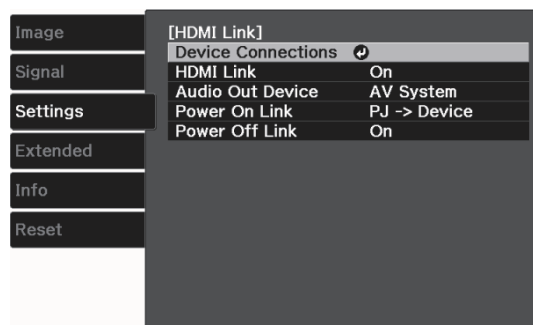 Image
Signal
Settings
Extended
Info
Reset
[HDMI Link]
Device Connections
HDMI Link On
Audio Out Device AV System
Power On Link PJ -> Device
Power Off Link On